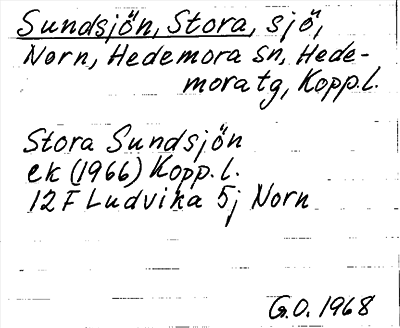 Sundsjön, Stora, sjö,
Norn, Hedemora sn, Hede-
mora tg, Kopp.l.
Stora Sundsjön
ek (1966) Kopp.l.
12F Ludvika 5j Norn
G.O. 1968